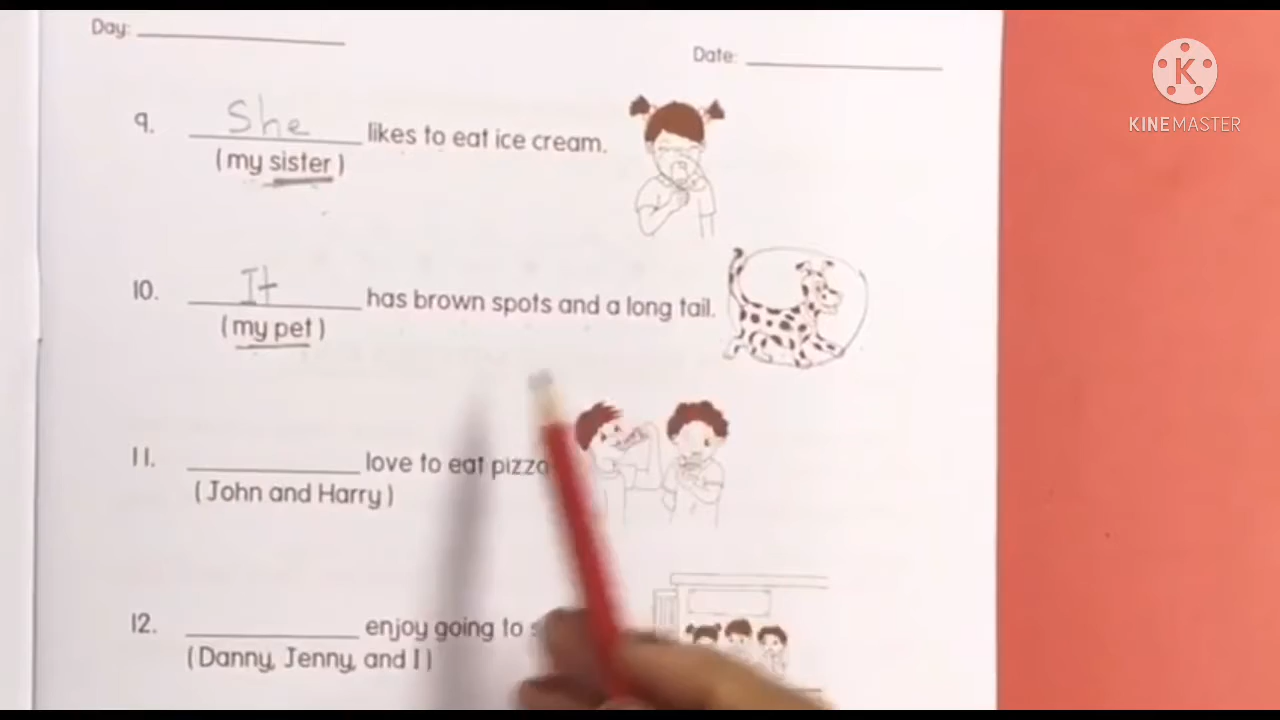 Day:
Date:
K
KINEMASTER
9. She likes to eat ice cream.
(my sister)
10. It has brown spots and a long tail.
(my pet)
11. love to eat pizza
(John and Harry)
12. enjoy going to
(Danny, Jenny, and I)